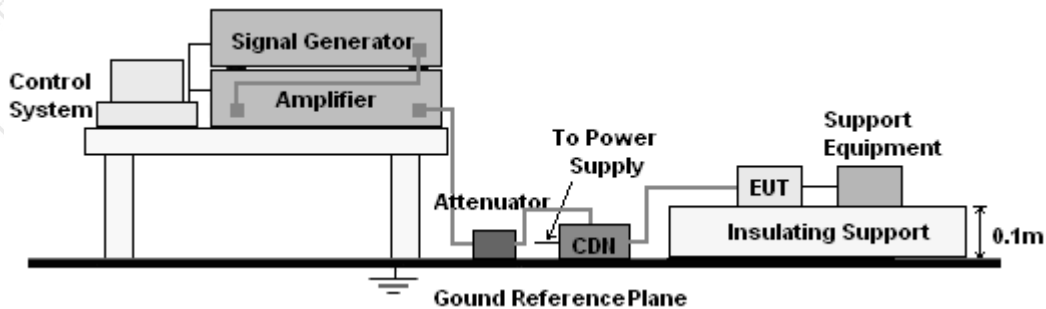 Signal Generator
Control
System
Amplifier
To Power
Supply
Support
Equipment
Attenuator
EUT
CDN
Insulating Support
0.1m
Gound Reference Plane